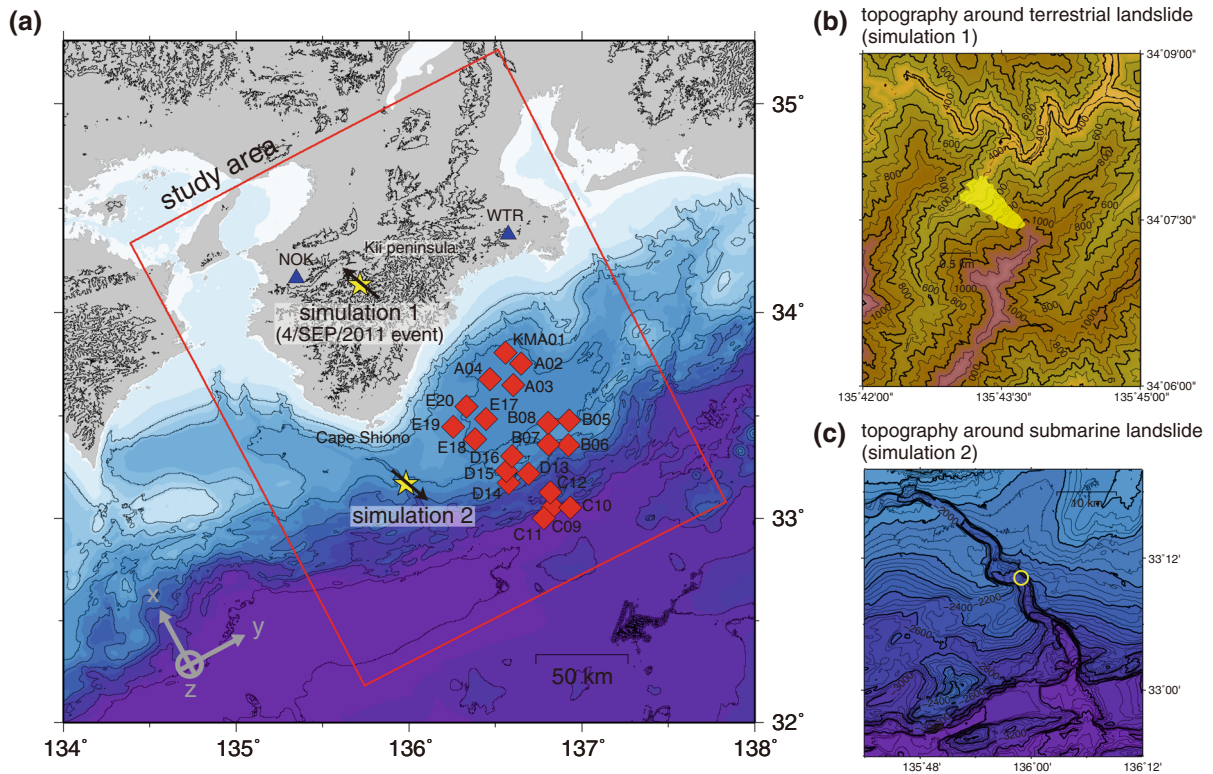 (a)
134˚
135˚
136˚
137˚
138˚
35˚
34˚
33˚
32˚
study area
NOK
WTR
Kii peninsula
simulation 1
(4/SEP/2011 event)
KMA01
A02
A04
A03
E20
E17
E19
B08
B05
Cape Shiono
E18
B07
B06
D16
D15
D13
D14
C12
C10
C09
C11
simulation 2
x
y
z
50 km
(b) topography around terrestrial landslide
(simulation 1)
34˚09'00"
34˚07'30"
34˚06'00"
135˚42'00"
135˚43'30"
135˚45'00"
0.5 km
(c) topography around submarine landslide
(simulation 2)
10 km
2000
2200
2400
2600
33˚12'
33˚00'
135˚48'
136˚00'
136˚12'